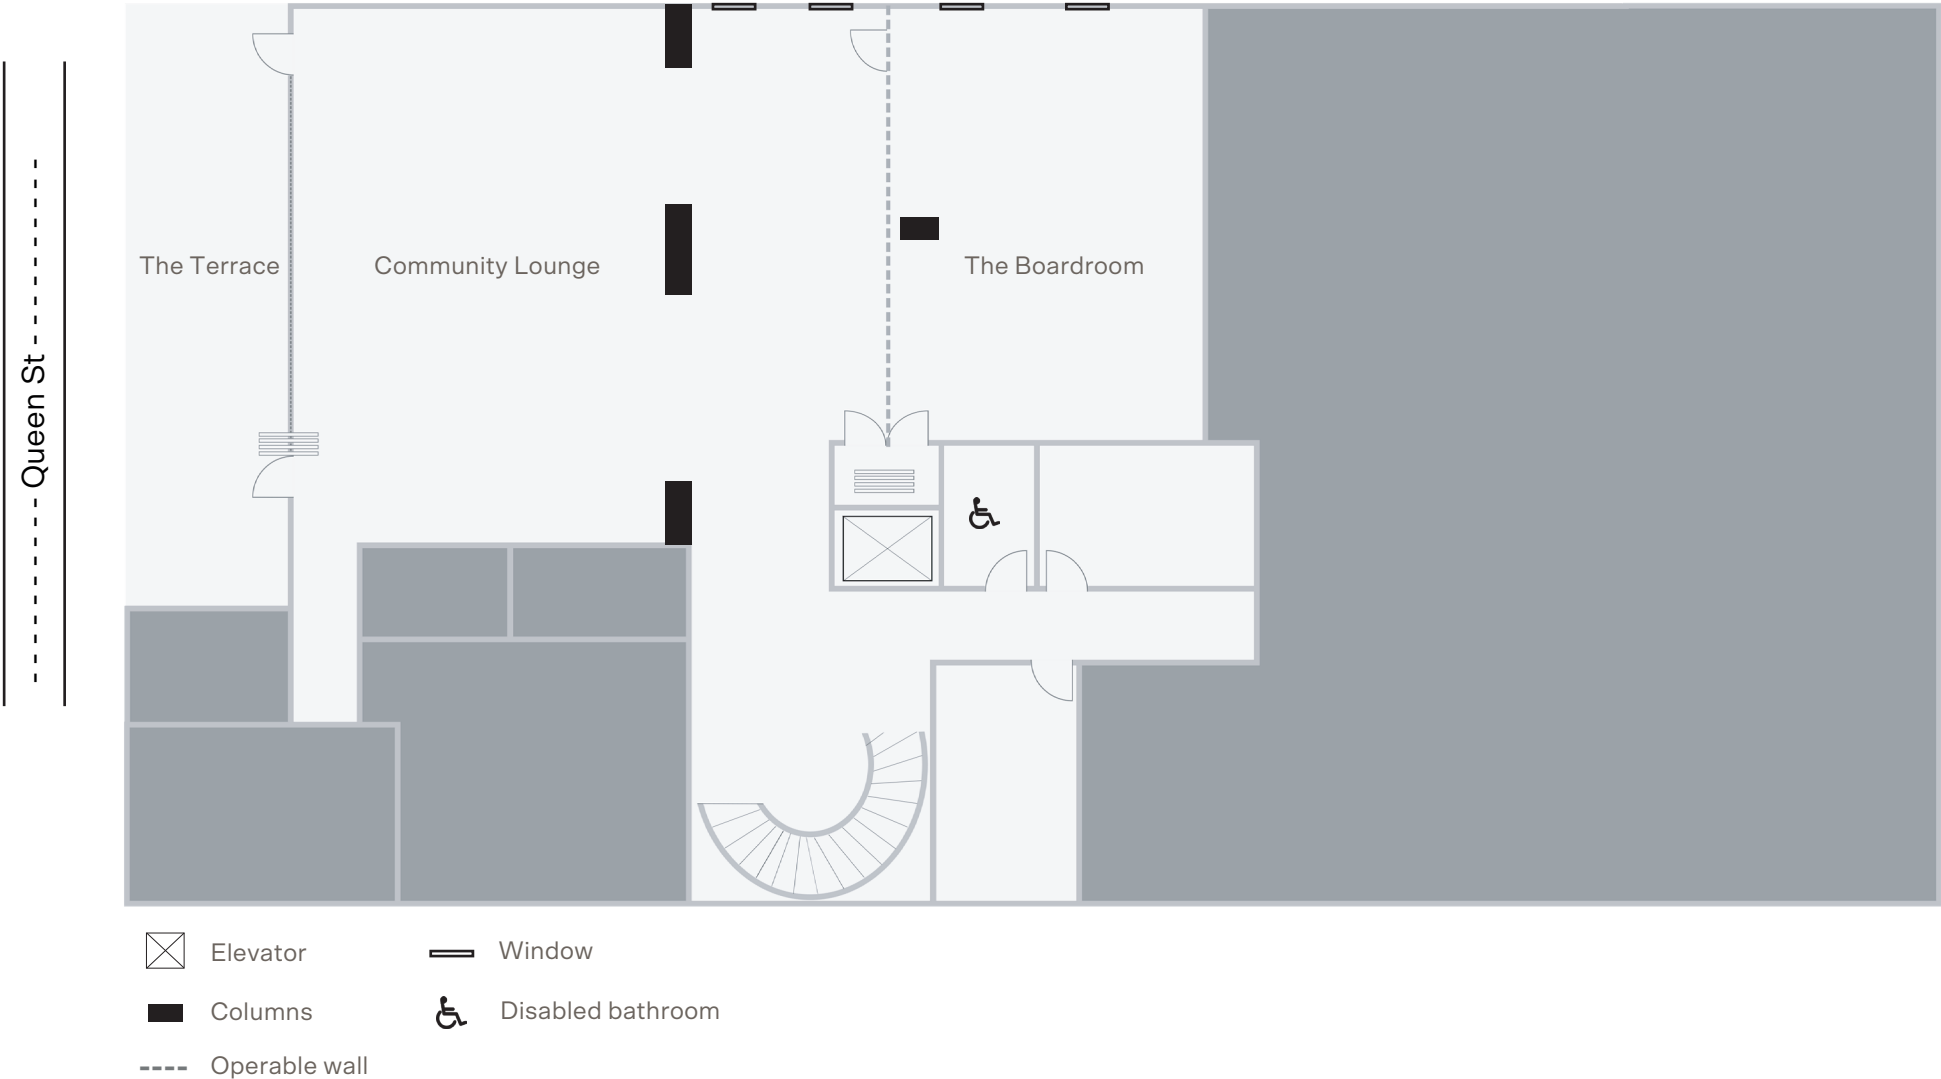 Queen St
The Terrace
Community Lounge
The Boardroom
Elevator
Window
Columns
Disabled bathroom
Operable wall